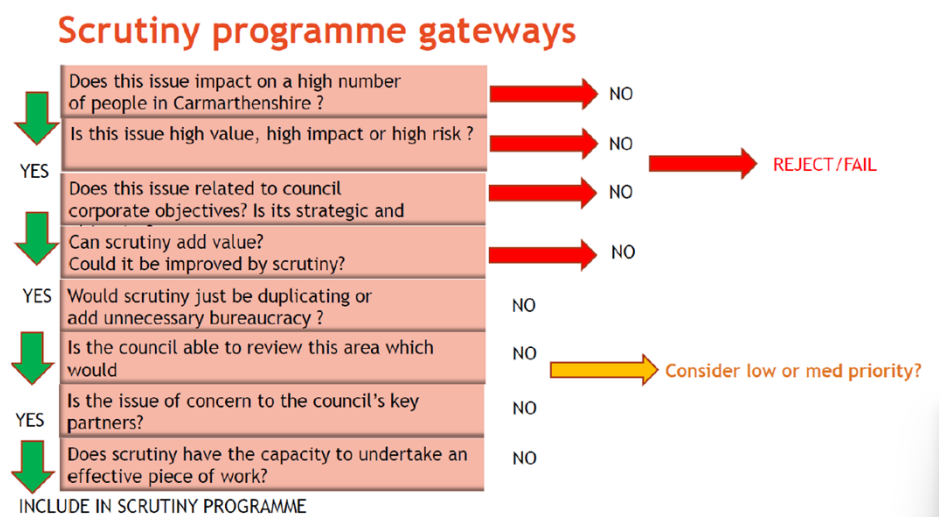 Scrutiny programme gateways
Does this issue impact on a high number
of people in Carmarthenshire ?
NO
Is this issue high value, high impact or high risk ?
NO
YES
REJECT/FAIL
Does this issue related to council
corporate objectives? Is its strategic and
NO
Can scrutiny add value?
Could it be improved by scrutiny?
NO
YES
Would scrutiny just be duplicating or
add unnecessary bureaucracy ?
NO
Is the council able to review this area which
would
NO
Consider low or med priority?
Is the issue of concern to the council's key
partners?
NO
YES
Does scrutiny have the capacity to undertake an
effective piece of work?
NO
INCLUDE IN SCRUTINY PROGRAMME